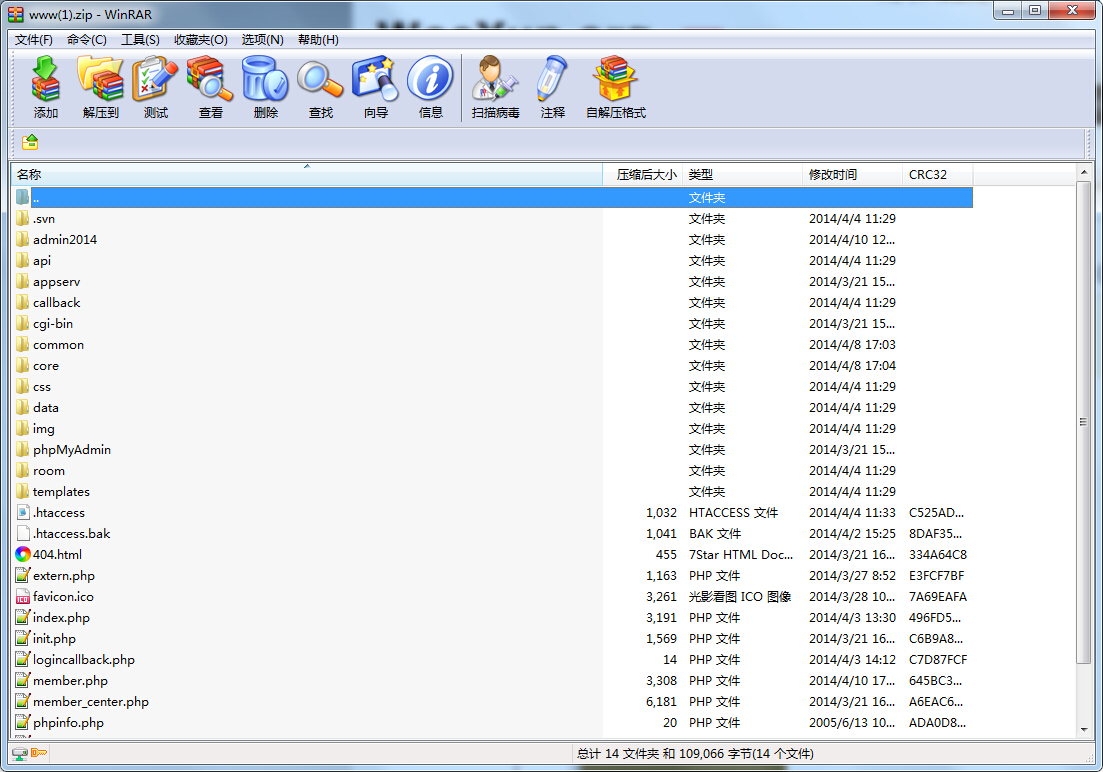 www(1).zip - WinRAR
文件(F) 命令(C) 工具(S) 收藏夹(O) 选项(N) 帮助(H)
添加 解压到 测试 查看 删除 查找 向导 信息 扫描病毒 注释 自解压格式
名称 压缩后大小 类型 修改时间 CRC32
.. 文件夹
.svn 文件夹 2014/4/4 11:29
admin2014 文件夹 2014/4/10 12...
api 文件夹 2014/4/4 11:29
appserv 文件夹 2014/3/21 15...
callback 文件夹 2014/4/4 11:29
cgi-bin 文件夹 2014/3/21 15...
common 文件夹 2014/4/8 17:03
core 文件夹 2014/4/8 17:04
css 文件夹 2014/4/4 11:29
data 文件夹 2014/4/4 11:29
img 文件夹 2014/4/4 11:29
phpMyAdmin 文件夹 2014/3/21 15...
room 文件夹 2014/4/4 11:29
templates 文件夹 2014/4/4 11:29
.htaccess 1,032 HTACCESS 文件 2014/4/4 11:33 C525AD...
.htaccess.bak 1,041 BAK 文件 2014/4/2 15:25 8DAF35...
404.html 455 7Star HTML Doc... 2014/3/21 16... 334A64C8
extern.php 1,163 PHP 文件 2014/3/27 8:52 E3FCF7BF
favicon.ico 3,261 光影看图 ICO 图像 2014/3/28 10... 7A69EAFA
index.php 3,191 PHP 文件 2014/4/3 13:30 496FD5...
init.php 1,569 PHP 文件 2014/3/21 16... C6B9A8...
logincallback.php 14 PHP 文件 2014/4/3 14:12 C7D87FCF
member.php 3,308 PHP 文件 2014/4/10 17... 645BC3...
member_center.php 6,181 PHP 文件 2014/3/21 16... A6EAC6...
phpinfo.php 20 PHP 文件 2005/6/13 10... ADA0D8...
总计 14 文件夹 和 109,066 字节(14 个文件)